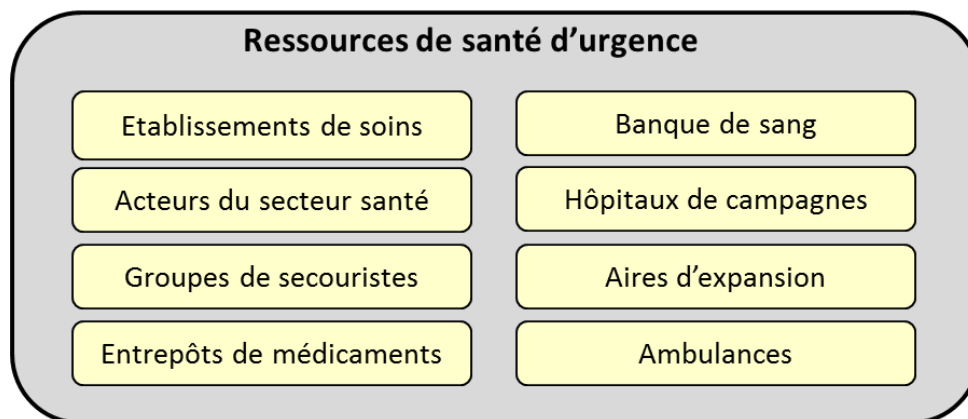 Ressources de santé d’urgence
Etablissements de soins
Banque de sang
Acteurs du secteur santé
Hôpitaux de campagnes
Groupes de secouristes
Aires d’expansion
Entrepôts de médicaments
Ambulances